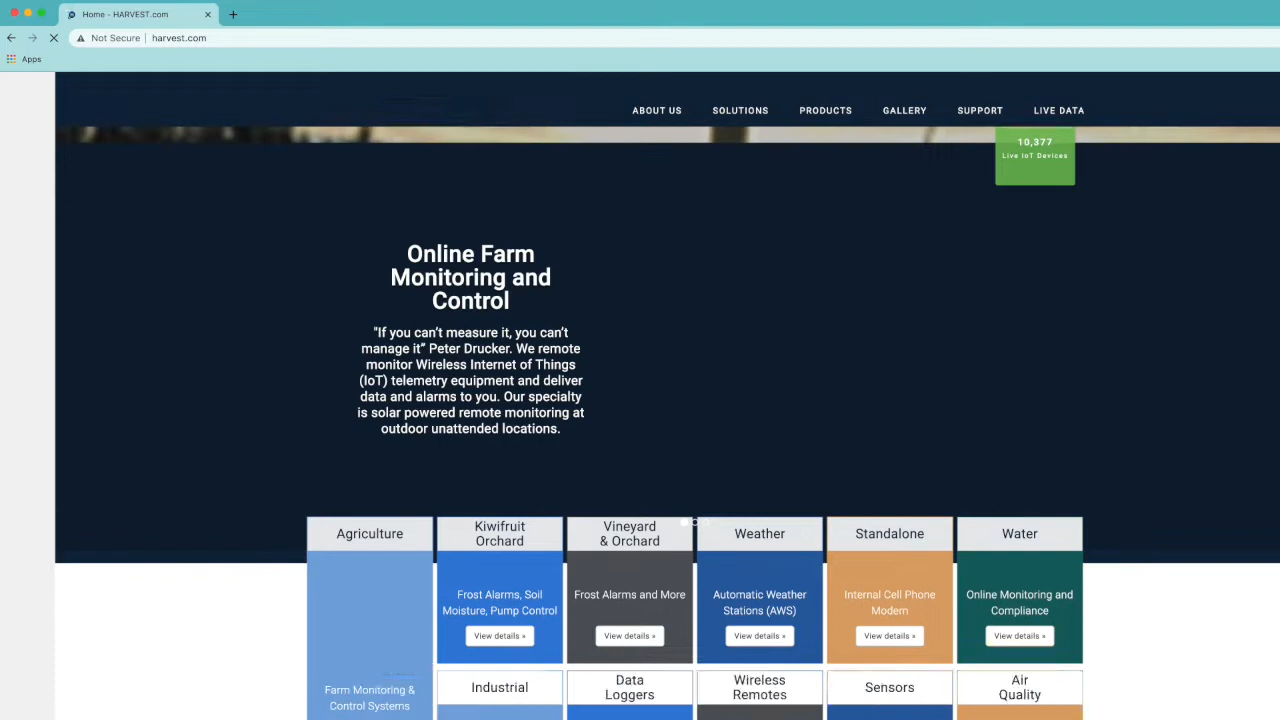 Home - HARVEST.com
Not Secure
harvest.com
Apps
ABOUT US
SOLUTIONS
PRODUCTS
GALLERY
SUPPORT
LIVE DATA
10,377
Live IoT Devices
Online Farm
Monitoring and
Control
"If you can't measure it, you can't
manage it” Peter Drucker. We remote
monitor Wireless Internet of Things
(IoT) telemetry equipment and deliver
data and alarms to you. Our specialty
is solar powered remote monitoring at
outdoor unattended locations.
Agriculture
Farm Monitoring &
Control Systems
Kiwifruit
Orchard
Frost Alarms, Soil
Moisture, Pump Control
View details »
Vineyard
& Orchard
Frost Alarms and More
View details »
Weather
Automatic Weather
Stations (AWS)
View details »
Standalone
Internal Cell Phone
Modem
View details »
Water
Online Monitoring and
Compliance
View details »
Industrial
Data
Loggers
Wireless
Remotes
Sensors
Air
Quality